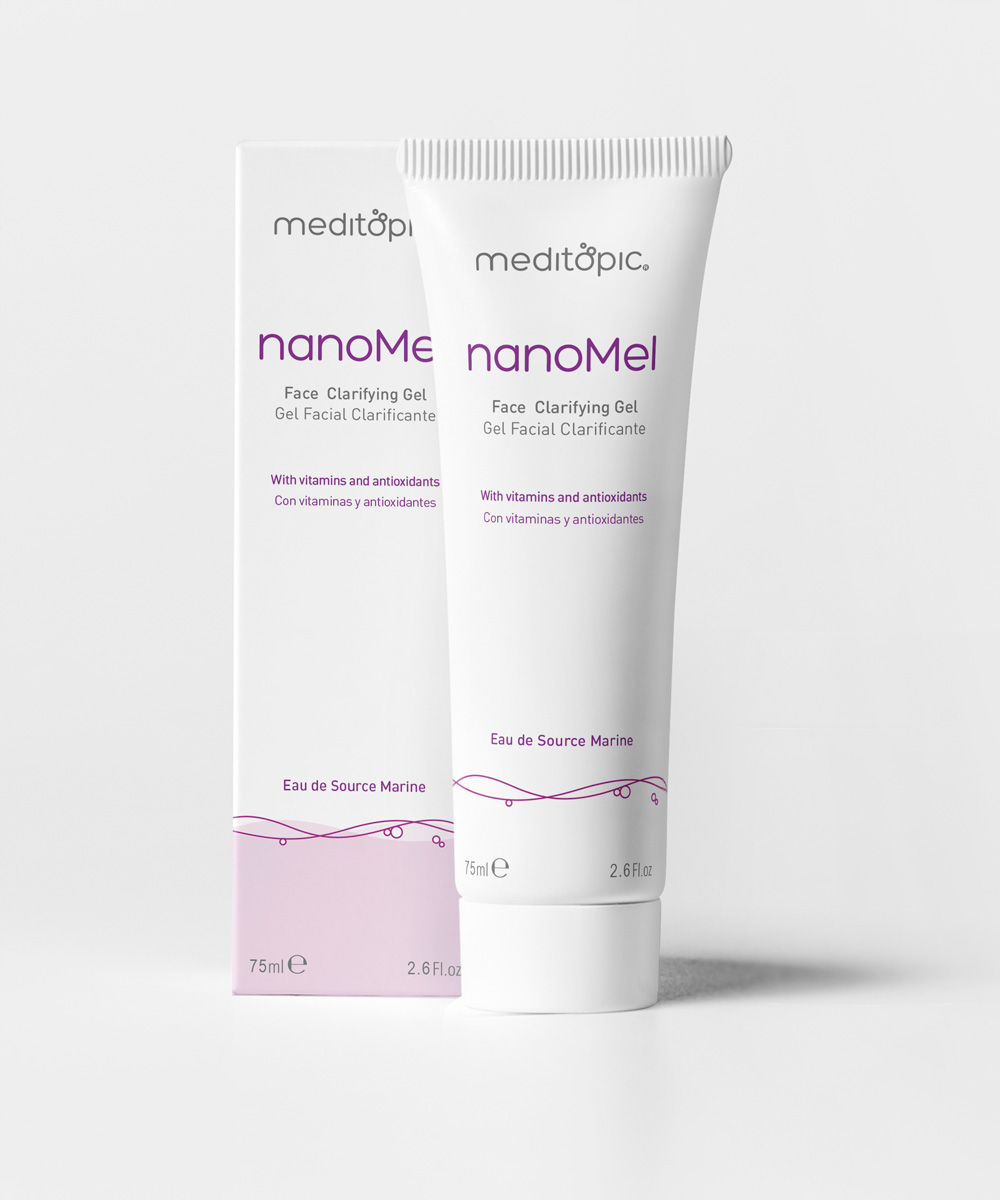 meditopi
nanoMe
Face Clarifying Gel
Gel Facial Clarificante
With vitamins and antioxidants
Con vitaminas y antioxidantes
Eau de Source Marine
75ml ℮ 2.6 Fl.oz
meditopic®
nanoMel
Face Clarifying Gel
Gel Facial Clarificante
With vitamins and antioxidants
Con vitaminas y antioxidantes
Eau de Source Marine
75ml ℮ 2.6 Fl.oz